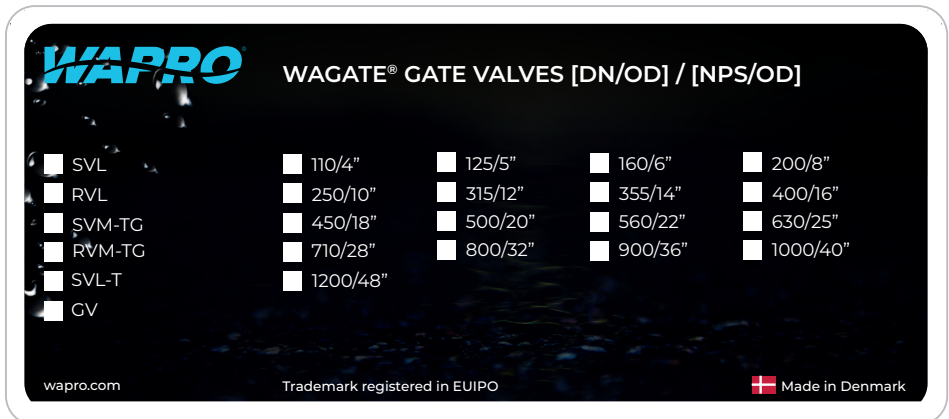 WAPRO®
WAGATE® GATE VALVES [DN/OD] / [NPS/OD]
SVL
RVL
SVM-TG
RVM-TG
SVL-T
GV
110/4” 125/5” 160/6” 200/8”
250/10” 315/12” 355/14” 400/16”
450/18” 500/20” 560/22” 630/25”
710/28” 800/32” 900/36” 1000/40”
1200/48”
wapro.com
Trademark registered in EUIPO
Made in Denmark